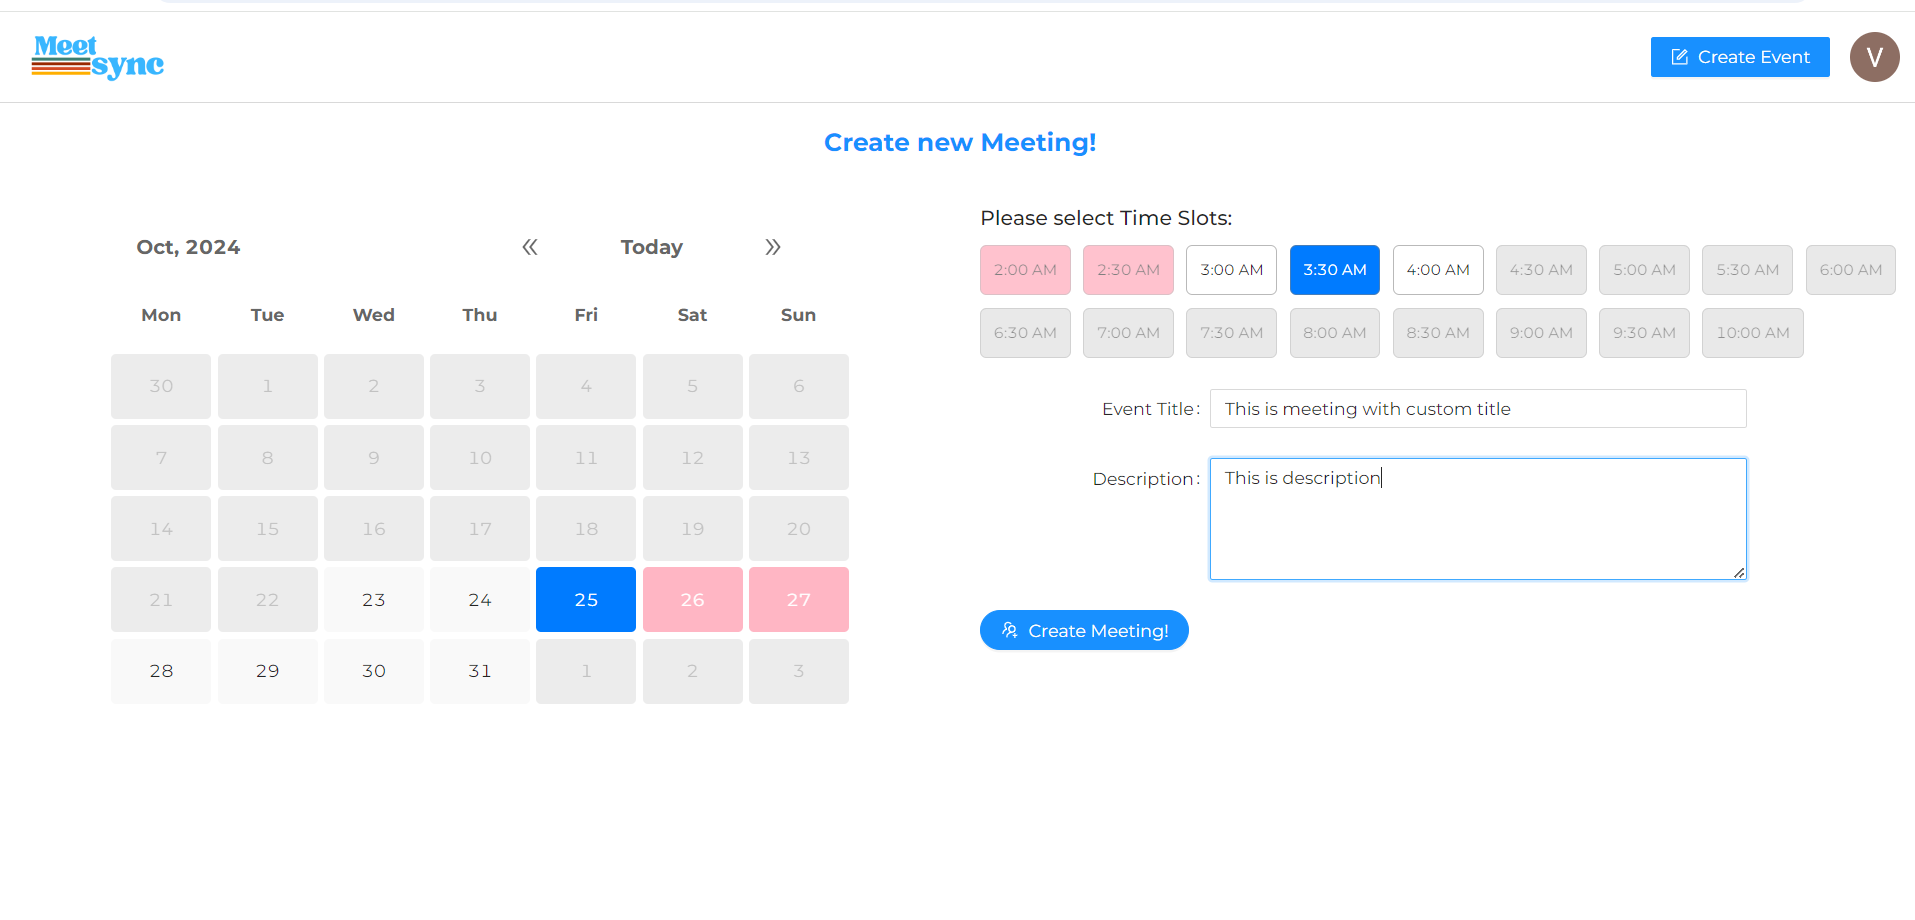 Meet
sync
Create Event
V
Create new Meeting!
Oct, 2024
Today
Mon Tue Wed Thu Fri Sat Sun
30 1 2 3 4 5 6
7 8 9 10 11 12 13
14 15 16 17 18 19 20
21 22 23 24 25 26 27
28 29 30 31 1 2 3
Please select Time Slots:
2:00 AM 2:30 AM 3:00 AM 3:30 AM 4:00 AM 4:30 AM 5:00 AM 5:30 AM 6:00 AM
6:30 AM 7:00 AM 7:30 AM 8:00 AM 8:30 AM 9:00 AM 9:30 AM 10:00 AM
Event Title: This is meeting with custom title
Description: This is description
Create Meeting!